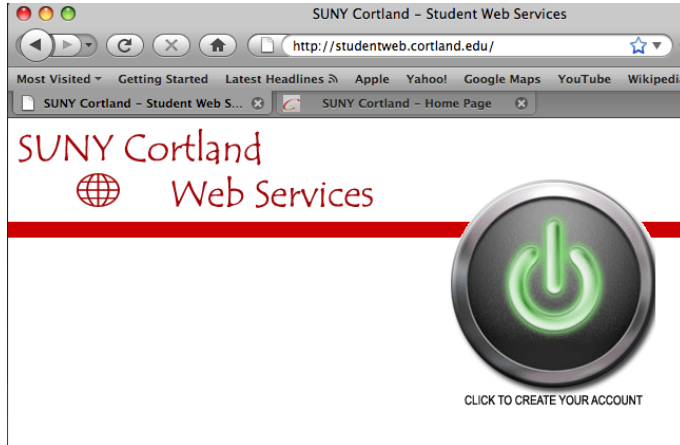 SUNY Cortland – Student Web Services
http://studentweb.cortland.edu/
Most Visited Getting Started Latest Headlines Apple Yahoo! Google Maps YouTube Wikipedi
SUNY Cortland – Student Web S... SUNY Cortland – Home Page
SUNY Cortland
Web Services
CLICK TO CREATE YOUR ACCOUNT